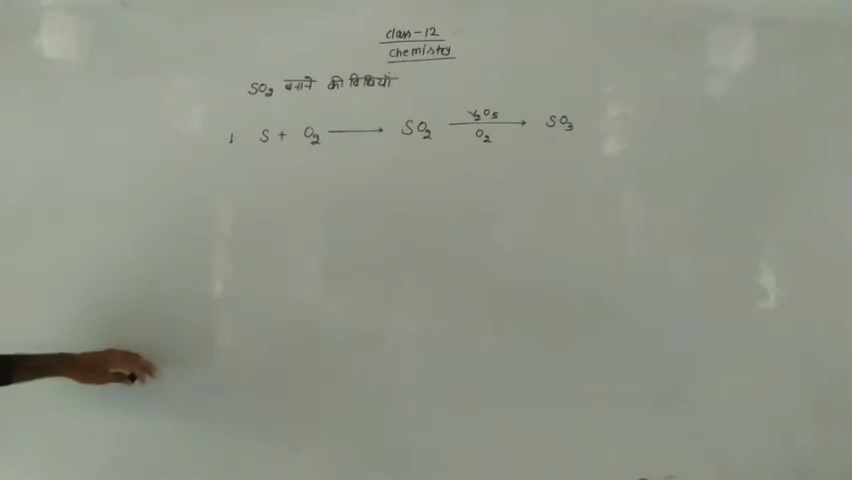 Class-12
Chemistry
SO₂ बनाने की विधियाँ
1 S + O₂ ⟶ SO₂ —V₂O₅/O₂⟶ SO₃